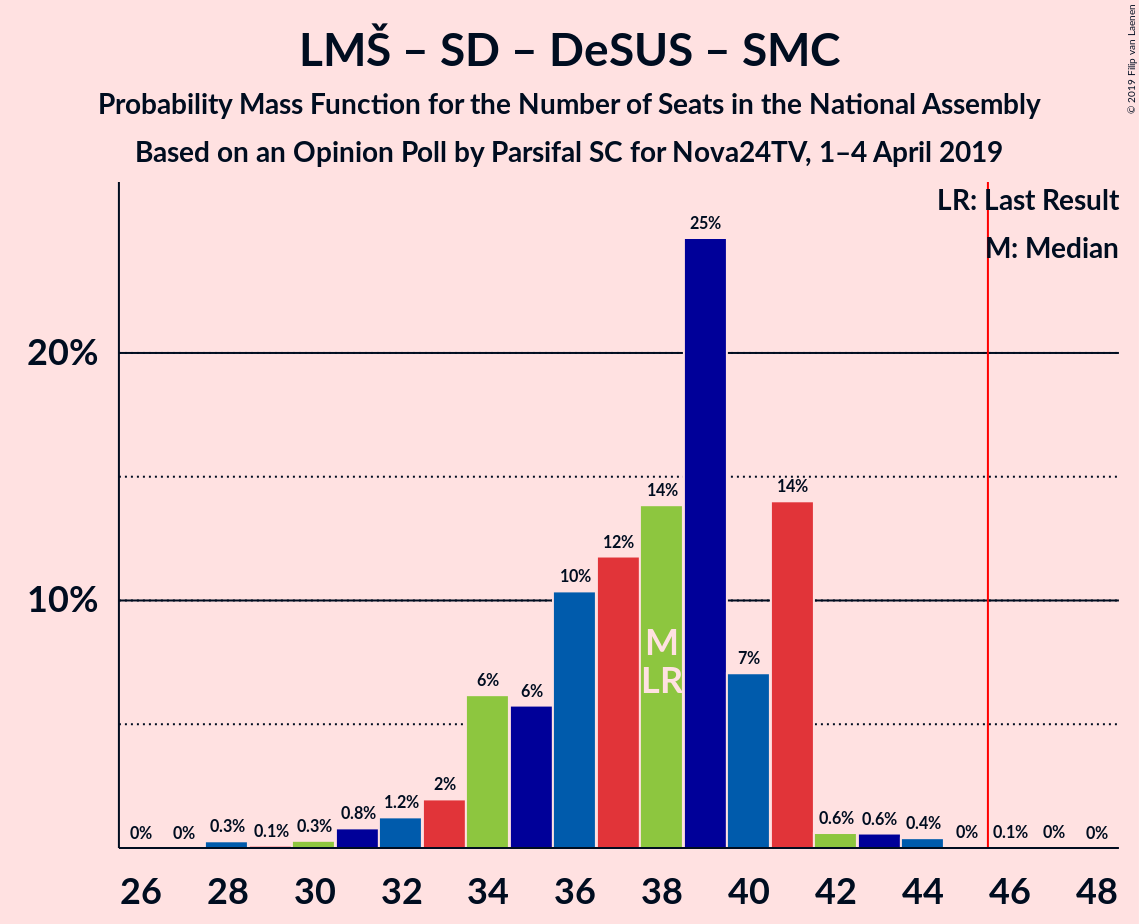 LMŠ – SD – DeSUS – SMC
Probability Mass Function for the Number of Seats in the National Assembly
Based on an Opinion Poll by Parsifal SC for Nova24TV, 1–4 April 2019
© 2019 Filip van Laenen
LR: Last Result
M: Median
20%
10%
0% 0% 0.3% 0.1% 0.3% 0.8% 1.2% 2% 6% 6% 10% 12% 14% 25% 7% 14% 0.6% 0.6% 0.4% 0% 0.1% 0% 0%
M
LR
26 28 30 32 34 36 38 40 42 44 46 48